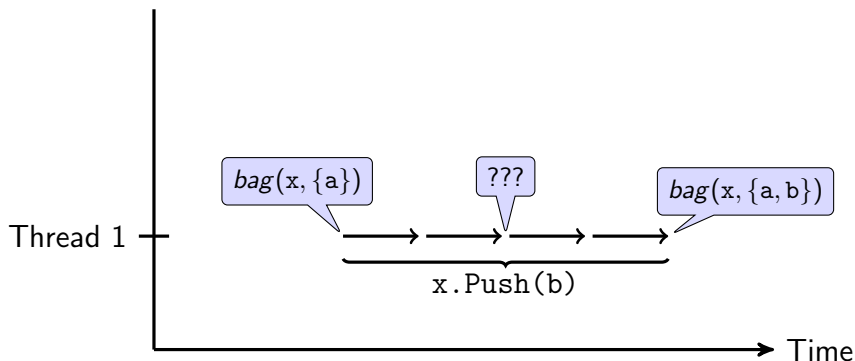 ???
bag(x, {a})
bag(x, {a, b})
Thread 1
x.Push(b)
Time